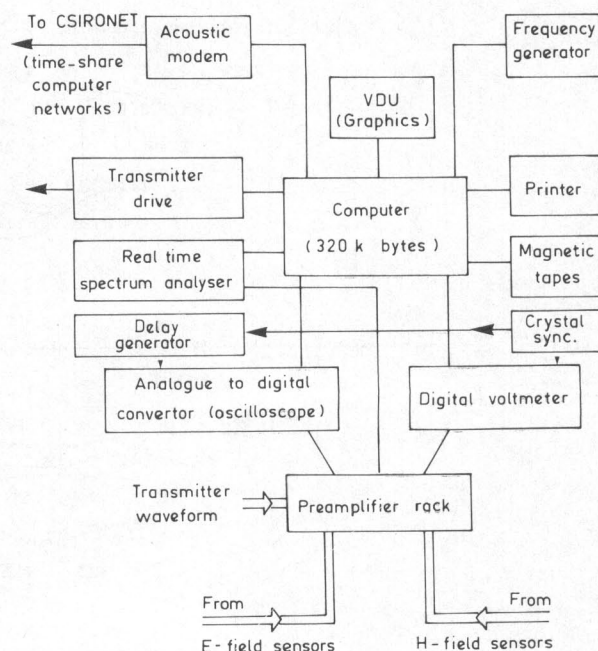 To CSIRONET
(time-share
computer
networks)
Acoustic
modem
Frequency
generator
VDU
(Graphics)
Transmitter
drive
Computer
(320 k bytes)
Printer
Real time
spectrum analyser
Magnetic
tapes
Delay
generator
Crystal
sync.
Analogue to digital
convertor (oscilloscope)
Digital voltmeter
Transmitter
waveform
Preamplifier rack
From
E-field sensors
From
H-field sensors